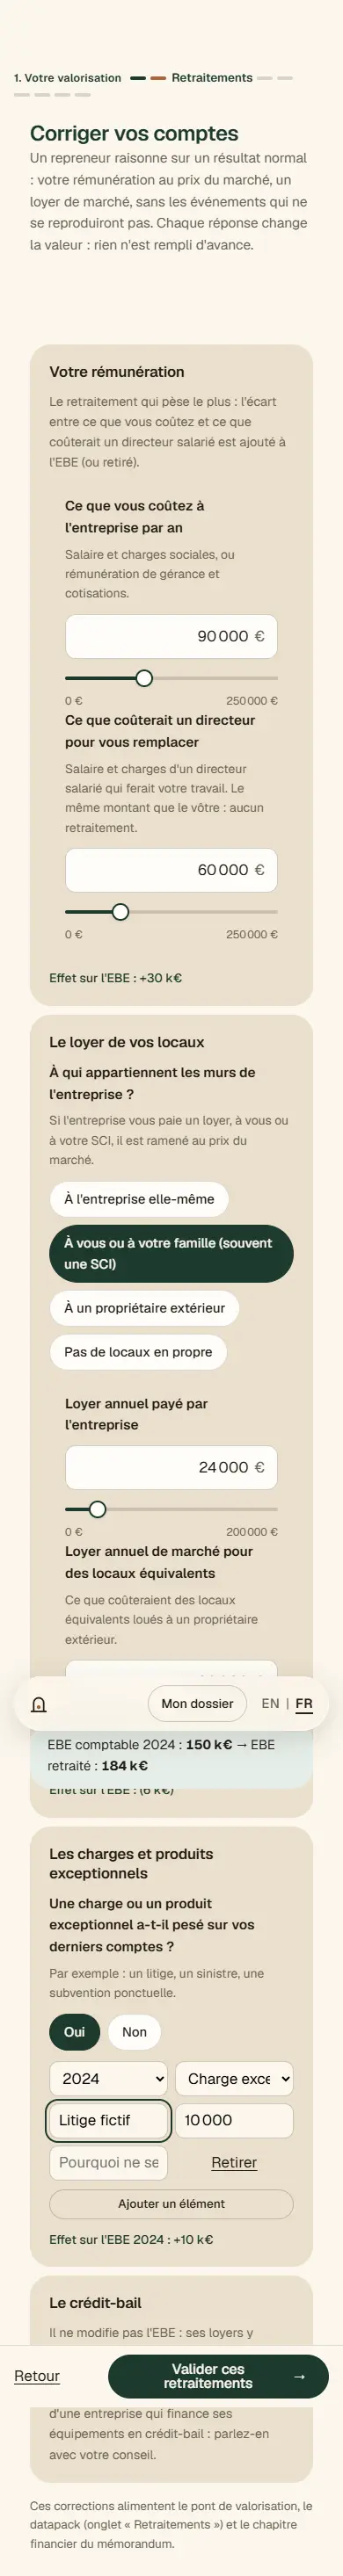 1. Votre valorisation Retraitements
Corriger vos comptes
Un repreneur raisonne sur un résultat normal
: votre rémunération au prix du marché, un
loyer de marché, sans les événements qui ne
se reproduiront pas. Chaque réponse change
la valeur : rien n'est rempli d'avance.
Votre rémunération
Le retraitement qui pèse le plus : l'écart
entre ce que vous coûtez et ce que
coûterait un directeur salarié est ajouté à
l'EBE (ou retiré).
Ce que vous coûtez à
l'entreprise par an
Salaire et charges sociales, ou
rémunération de gérance et
cotisations.
90 000 €
0 € 250 000 €
Ce que coûterait un directeur
pour vous remplacer
Salaire et charges d'un directeur
salarié qui ferait votre travail. Le
même montant que le vôtre : aucun
retraitement.
60 000 €
0 € 250 000 €
Effet sur l'EBE : +30 k€
Le loyer de vos locaux
À qui appartiennent les murs de
l'entreprise ?
Si l'entreprise vous paie un loyer, à vous ou
à votre SCI, il est ramené au prix du
marché.
À l'entreprise elle-même
À vous ou à votre famille (souvent
une SCI)
À un propriétaire extérieur
Pas de locaux en propre
Loyer annuel payé par
l'entreprise
24 000 €
0 € 200 000 €
Loyer annuel de marché pour
des locaux équivalents
Ce que coûteraient des locaux
équivalents loués à un propriétaire
extérieur.
Mon dossier EN | FR
EBE comptable 2024 : 150 k€ → EBE
retraité : 184 k€
Effet sur l'EBE : (6 k€)
Les charges et produits
exceptionnels
Une charge ou un produit
exceptionnel a-t-il pesé sur vos
derniers comptes ?
Par exemple : un litige, un sinistre, une
subvention ponctuelle.
Oui Non
2024 Charge exce
Litige fictif 10 000
Pourquoi ne se Retirer
Ajouter un élément
Effet sur l'EBE 2024 : +10 k€
Le crédit-bail
Il ne modifie pas l'EBE : ses loyers y
Retour Valider ces
retraitements →
d'une entreprise qui finance ses
équipements en crédit-bail : parlez-en
avec votre conseil.
Ces corrections alimentent le pont de valorisation, le
datapack (onglet « Retraitements ») et le chapitre
financier du mémorandum.